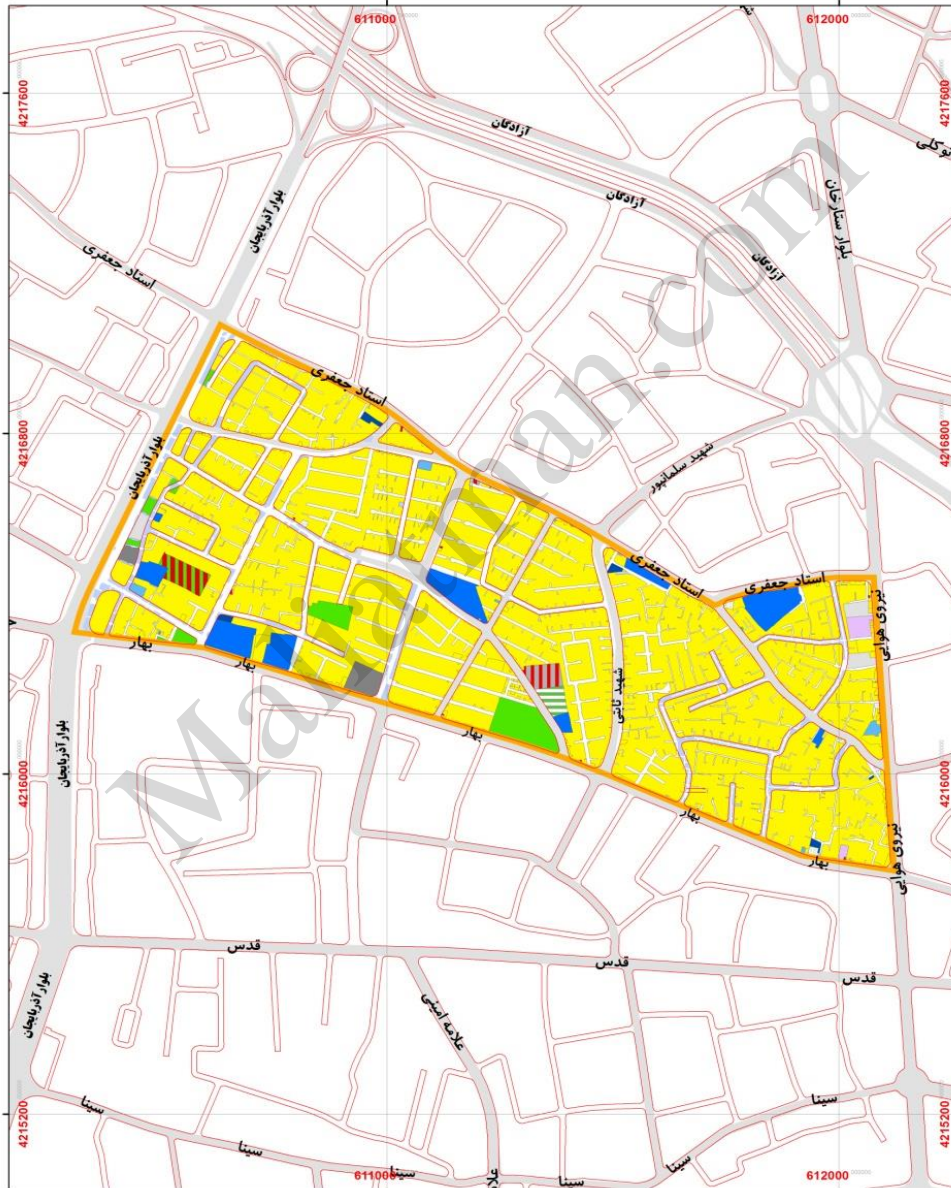 611000
612000
4217600
4217600
آزادگان
توکلی
آزادگان
بلوار ستارخان
بلوار آذربایجان
آزادگان
استاد جعفری
استاد جعفری
4216800
4216800
بلوار آذربایجان
شهید سلمانپور
استاد جعفری
استاد جعفری
نیروی هوایی
بهار
بهار
شهید ثابتی
بهار
بلوار آذربایجان
4216000
4216000
بهار
بهار
نیروی هوایی
قدس
قدس
قدس
بلوار آذربایجان
علامه امینی
سینا
سینا
4215200
4215200
سینا
سینا
سینا
سینا
611000
612000
Maharman.com